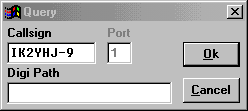 Query
Callsign Port
IK2YHJ-9 1 Ok
Digi Path
Cancel